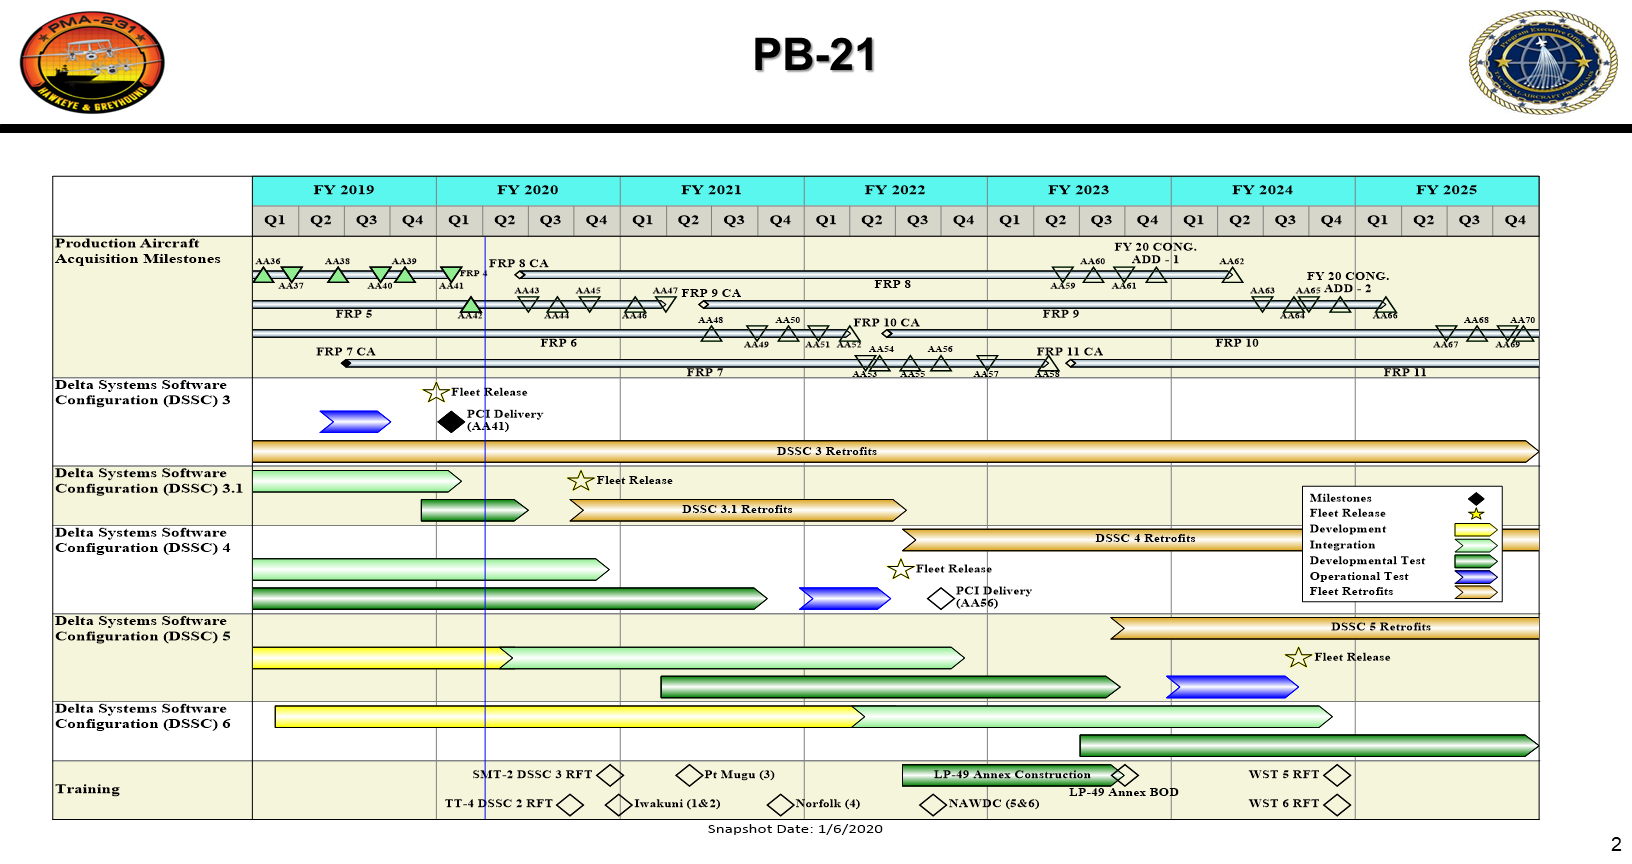 PMA-231
HAWKEYE & GREYHOUND
PB-21
Program Executive Office
TACTICAL AIRCRAFT PROGRAMS
FY 2019 FY 2020 FY 2021 FY 2022 FY 2023 FY 2024 FY 2025
Q1 Q2 Q3 Q4 Q1 Q2 Q3 Q4 Q1 Q2 Q3 Q4 Q1 Q2 Q3 Q4 Q1 Q2 Q3 Q4 Q1 Q2 Q3 Q4 Q1 Q2 Q3 Q4
Production Aircraft
Acquisition Milestones
FY 20 CONG.
ADD - 1
AA36 AA38 AA39 FRP 8 CA AA60 AA62
FRP 4
AA37 AA40 AA41 FRP 8 AA59 AA61
FY 20 CONG.
ADD - 2
AA43 AA45 AA47 FRP 9 CA AA63 AA65
FRP 5 AA42 AA44 AA46 FRP 9 AA64 AA66
AA48 AA50 FRP 10 CA AA68 AA70
FRP 6 AA49 AA51 AA52 FRP 10 AA67 AA69
FRP 7 CA AA54 AA56 FRP 11 CA
FRP 7 AA53 AA55 AA57 AA58 FRP 11
Delta Systems Software
Configuration (DSSC) 3
Fleet Release
PCI Delivery
(AA41)
DSSC 3 Retrofits
Delta Systems Software
Configuration (DSSC) 3.1
Fleet Release
DSSC 3.1 Retrofits
Milestones
Fleet Release
Development
Integration
Developmental Test
Operational Test
Fleet Retrofits
Delta Systems Software
Configuration (DSSC) 4
DSSC 4 Retrofits
Fleet Release
PCI Delivery
(AA56)
Delta Systems Software
Configuration (DSSC) 5
DSSC 5 Retrofits
Fleet Release
Delta Systems Software
Configuration (DSSC) 6
Training
SMT-2 DSSC 3 RFT Pt Mugu (3) LP-49 Annex Construction WST 5 RFT
LP-49 Annex BOD
TT-4 DSSC 2 RFT Iwakuni (1&2) Norfolk (4) NAWDC (5&6) WST 6 RFT
Snapshot Date: 1/6/2020
2